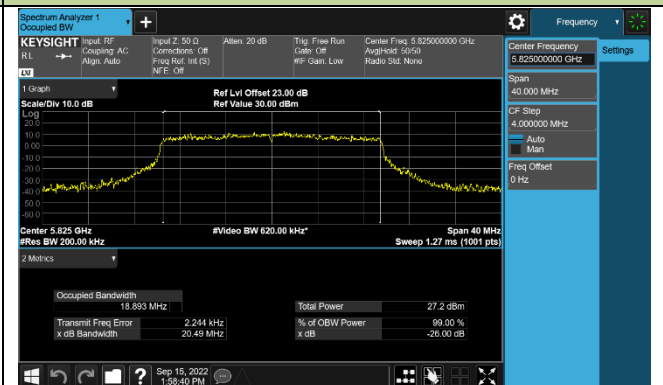 Spectrum Analyzer 1
Occupied BW
+
Frequency
KEYSIGHT
Input: RF
Coupling: AC
Align: Auto
Input Z: 50 Ω
Corrections: Off
Freq Ref: Int (S)
NFE: Off
Atten: 20 dB
Trig: Free Run
Gate: Off
#IF Gain: Low
Center Freq: 5.825000000 GHz
Avg|Hold: 50/50
Radio Std: None
RL
LXI
Center Frequency
5.825000000 GHz
Settings
Span
40.000 MHz
CF Step
4.000000 MHz
Auto
Man
Freq Offset
0 Hz
1 Graph
Scale/Div 10.0 dB
Ref Lvl Offset 23.00 dB
Ref Value 30.00 dBm
Log
20.0
10.0
0.00
-10.0
-20.0
-30.0
-40.0
-50.0
-60.0
Center 5.825 GHz
#Res BW 200.00 kHz
#Video BW 620.00 kHz*
Span 40 MHz
Sweep 1.27 ms (1001 pts)
2 Metrics
Occupied Bandwidth
18.893 MHz
Transmit Freq Error 2.244 kHz
x dB Bandwidth 20.49 MHz
Total Power 27.2 dBm
% of OBW Power 99.00 %
x dB -26.00 dB
?
Sep 15, 2022
1:58:40 PM